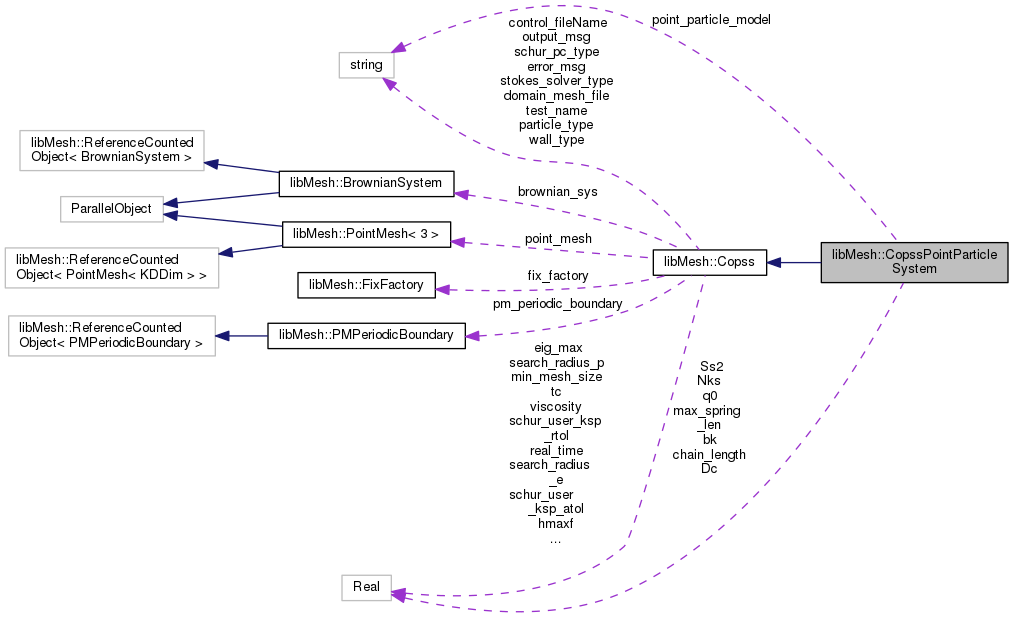 point_particle_model
control_fileName
output_msg
schur_pc_type
error_msg
stokes_solver_type
domain_mesh_file
test_name
particle_type
wall_type
string
libMesh::ReferenceCounted
Object< BrownianSystem >
libMesh::BrownianSystem
brownian_sys
ParallelObject
libMesh::PointMesh< 3 >
point_mesh
libMesh::ReferenceCounted
Object< PointMesh< KDDim > >
libMesh::Copss
libMesh::CopssPointParticle
System
libMesh::FixFactory
fix_factory
pm_periodic_boundary
libMesh::ReferenceCounted
Object< PMPeriodicBoundary >
libMesh::PMPeriodicBoundary
eig_max
search_radius_p
min_mesh_size
tc
viscosity
schur_user_ksp
_rtol
real_time
search_radius
_e
schur_user
_ksp_atol
hmaxf
...
Ss2
Nks
q0
max_spring
_len
bk
chain_length
Dc
Real